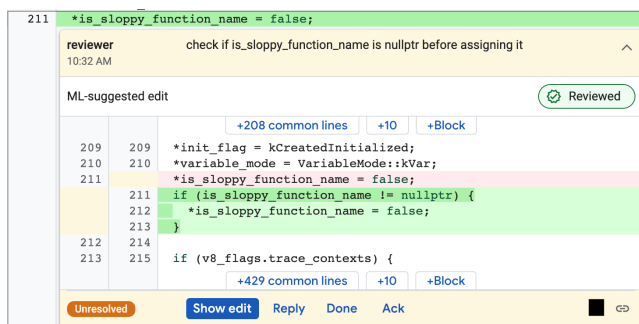 211 *is_sloppy_function_name = false;
reviewer check if is_sloppy_function_name is nullptr before assigning it
10:32 AM
ML-suggested edit Reviewed
+208 common lines +10 +Block
209 209 *init_flag = kCreatedInitialized;
210 210 *variable_mode = VariableMode::kVar;
211 *is_sloppy_function_name = false;
211 if (is_sloppy_function_name != nullptr) {
212 *is_sloppy_function_name = false;
213 }
212 214
213 215 if (v8_flags.trace_contexts) {
+429 common lines +10 +Block
Unresolved Show edit Reply Done Ack